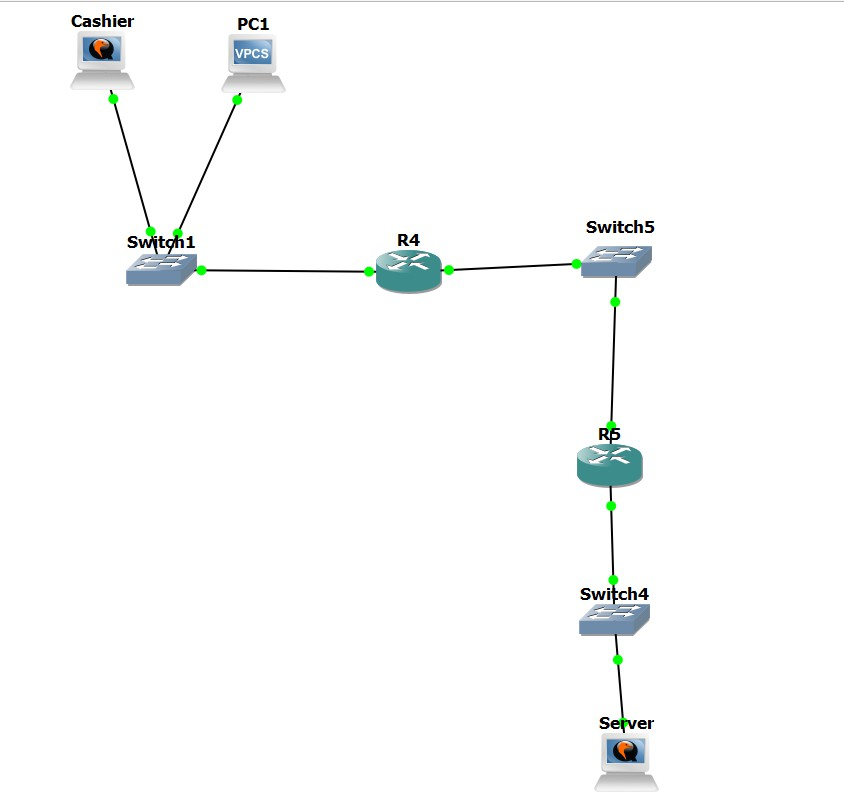 Cashier
PC1
VPCS
Switch1
R4
Switch5
R5
Switch4
Server